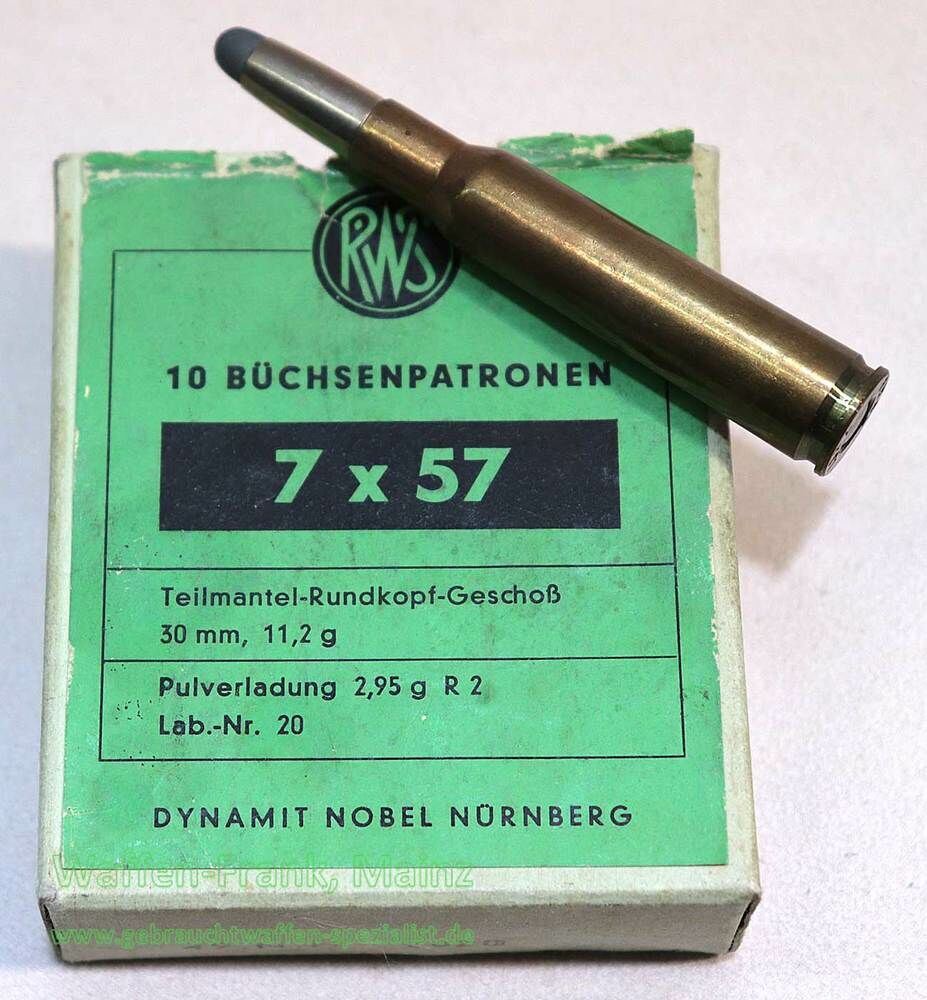 RWS
10 BÜCHSENPATRONEN
7 x 57
Teilmantel-Rundkopf-Geschoß
30 mm, 11,2 g
Pulverladung 2,95 g R 2
Lab.-Nr. 20
DYNAMIT NOBEL NÜRNBERG
Waffen-Frank, Mainz
www.gebrauchtwaffen-spezialist.de